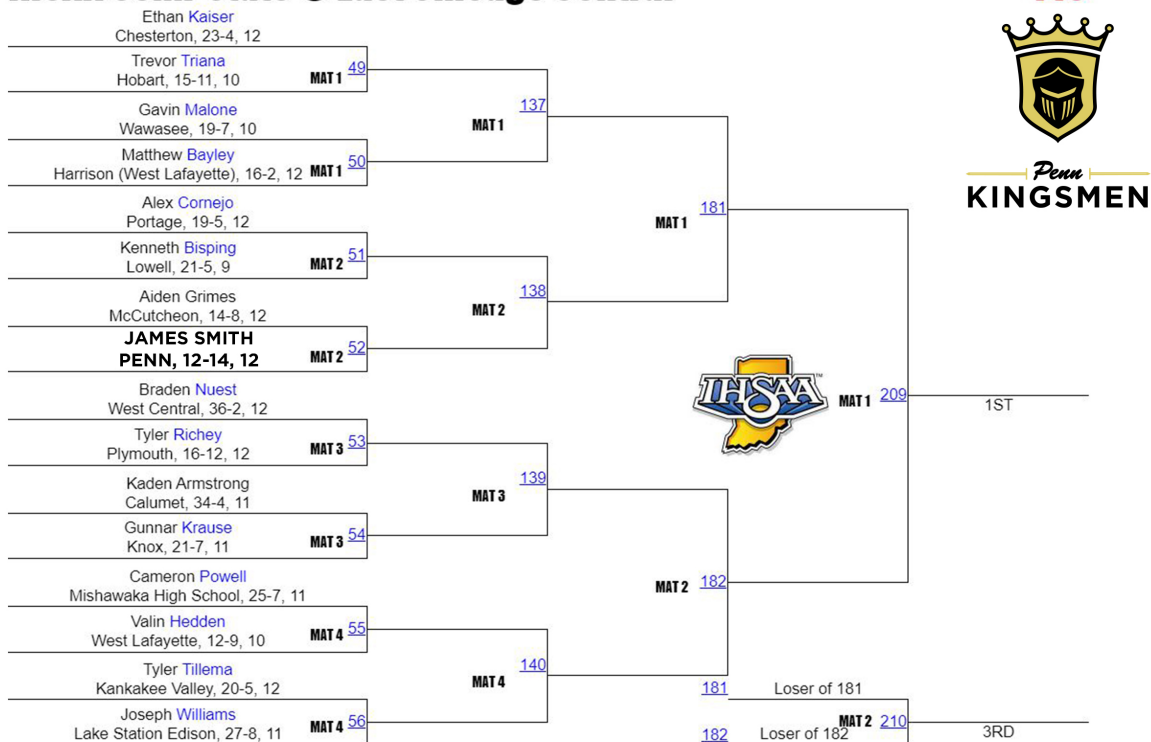 Ethan Kaiser
Chesterton, 23-4, 12
Trevor Triana
Hobart, 15-11, 10
MAT 1 49
Gavin Malone
Wawasee, 19-7, 10
Matthew Bayley
Harrison (West Lafayette), 16-2, 12
MAT 1 50
137
MAT 1
Alex Cornejo
Portage, 19-5, 12
Kenneth Bisping
Lowell, 21-5, 9
MAT 2 51
Aiden Grimes
McCutcheon, 14-8, 12
JAMES SMITH
PENN, 12-14, 12
MAT 2 52
138
MAT 2
181
MAT 1
Braden Nuest
West Central, 36-2, 12
Tyler Richey
Plymouth, 16-12, 12
MAT 3 53
Kaden Armstrong
Calumet, 34-4, 11
Gunnar Krause
Knox, 21-7, 11
MAT 3 54
139
MAT 3
Cameron Powell
Mishawaka High School, 25-7, 11
Valin Hedden
West Lafayette, 12-9, 10
MAT 4 55
Tyler Tillema
Kankakee Valley, 20-5, 12
Joseph Williams
Lake Station Edison, 27-8, 11
MAT 4 56
140
MAT 4
MAT 2 182
IHSAA™
MAT 1 209
1ST
181 Loser of 181
182 Loser of 182
MAT 2 210
3RD
Penn
KINGSMEN